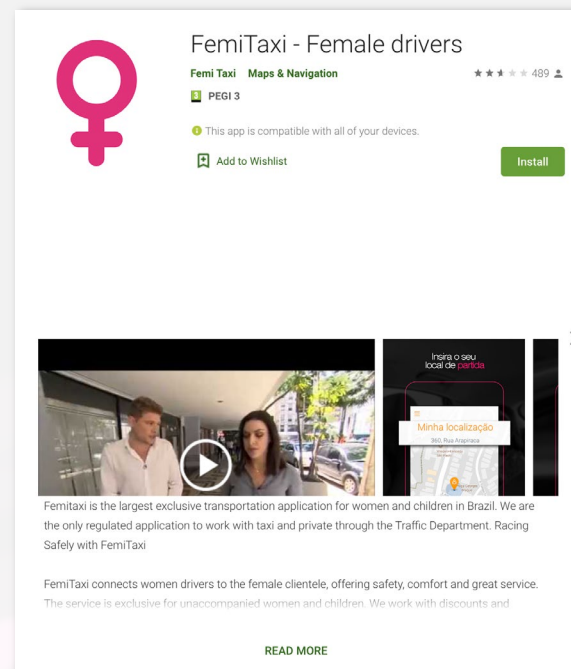 FemiTaxi - Female drivers
Femi Taxi Maps & Navigation 489
3 PEGI 3
This app is compatible with all of your devices.
Add to Wishlist
Install
Insira o seu
local de partida
Minha localização
360, Rua Arapiraca
Femitaxi is the largest exclusive transportation application for women and children in Brazil. We are
the only regulated application to work with taxi and private through the Traffic Department. Racing
Safely with FemiTaxi
FemiTaxi connects women drivers to the female clientele, offering safety, comfort and great service.
The service is exclusive for unaccompanied women and children. We work with discounts and
READ MORE